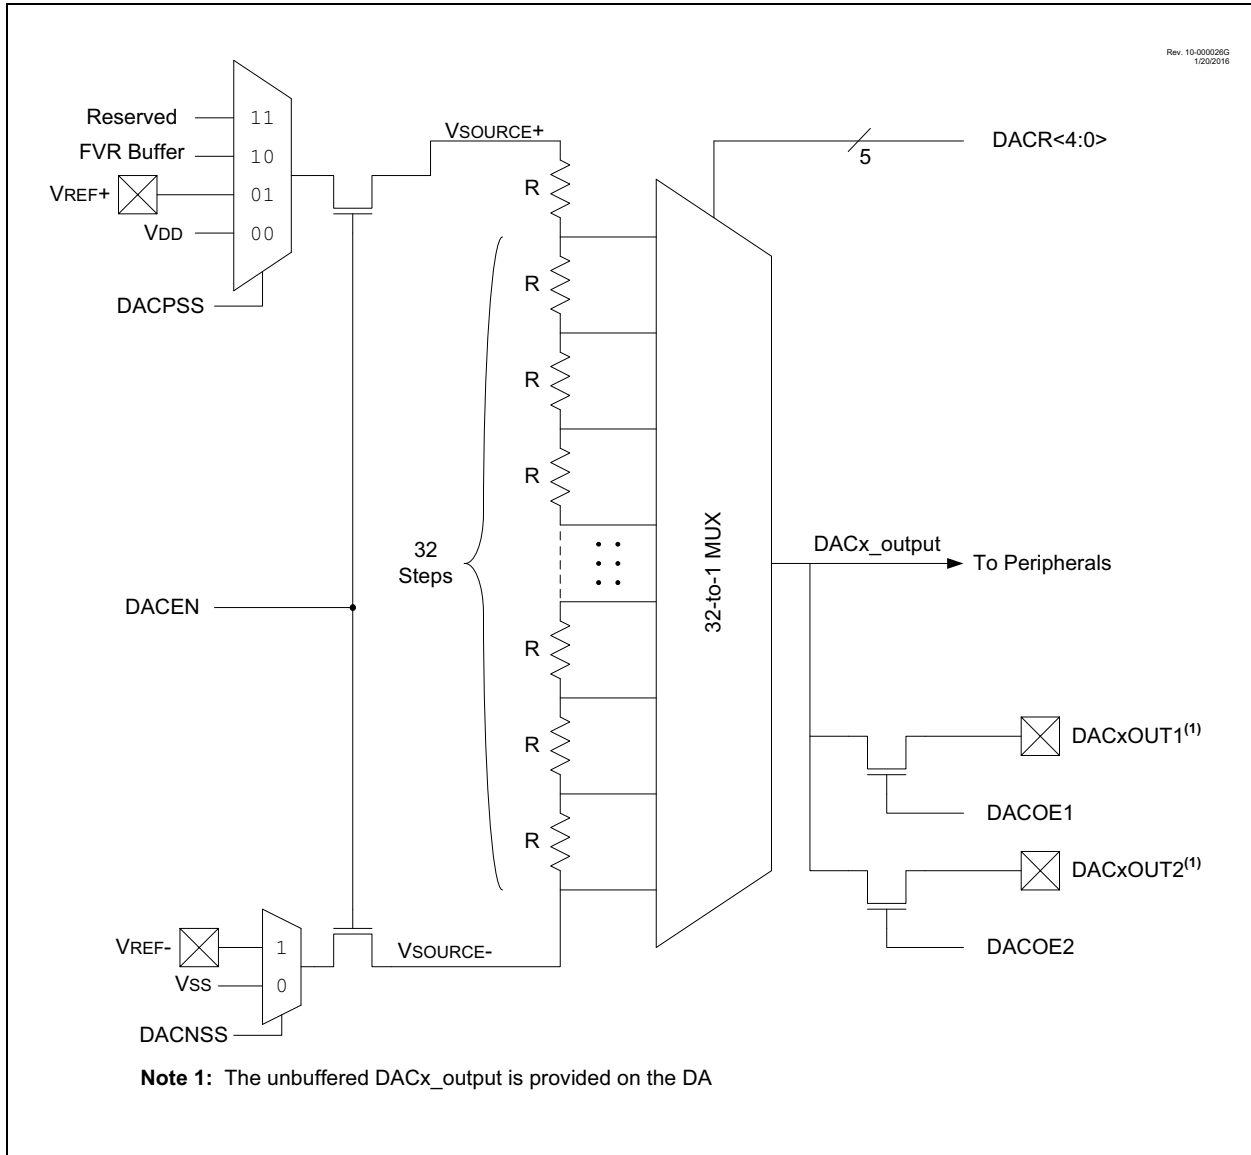 Rev. 10-000026G
1/20/2016
Reserved
11
FVR Buffer
10
VREF+
01
VDD
00
DACPSS
VSOURCE+
R
R
R
R
32
Steps
R
R
R
DACR<4:0>
5
32-to-1 MUX
DACx_output
To Peripherals
DACEN
DACxOUT1(1)
DACOE1
DACxOUT2(1)
DACOE2
VREF-
1
VSS
0
DACNSS
VSOURCE-
Note 1: The unbuffered DACx_output is provided on the DA